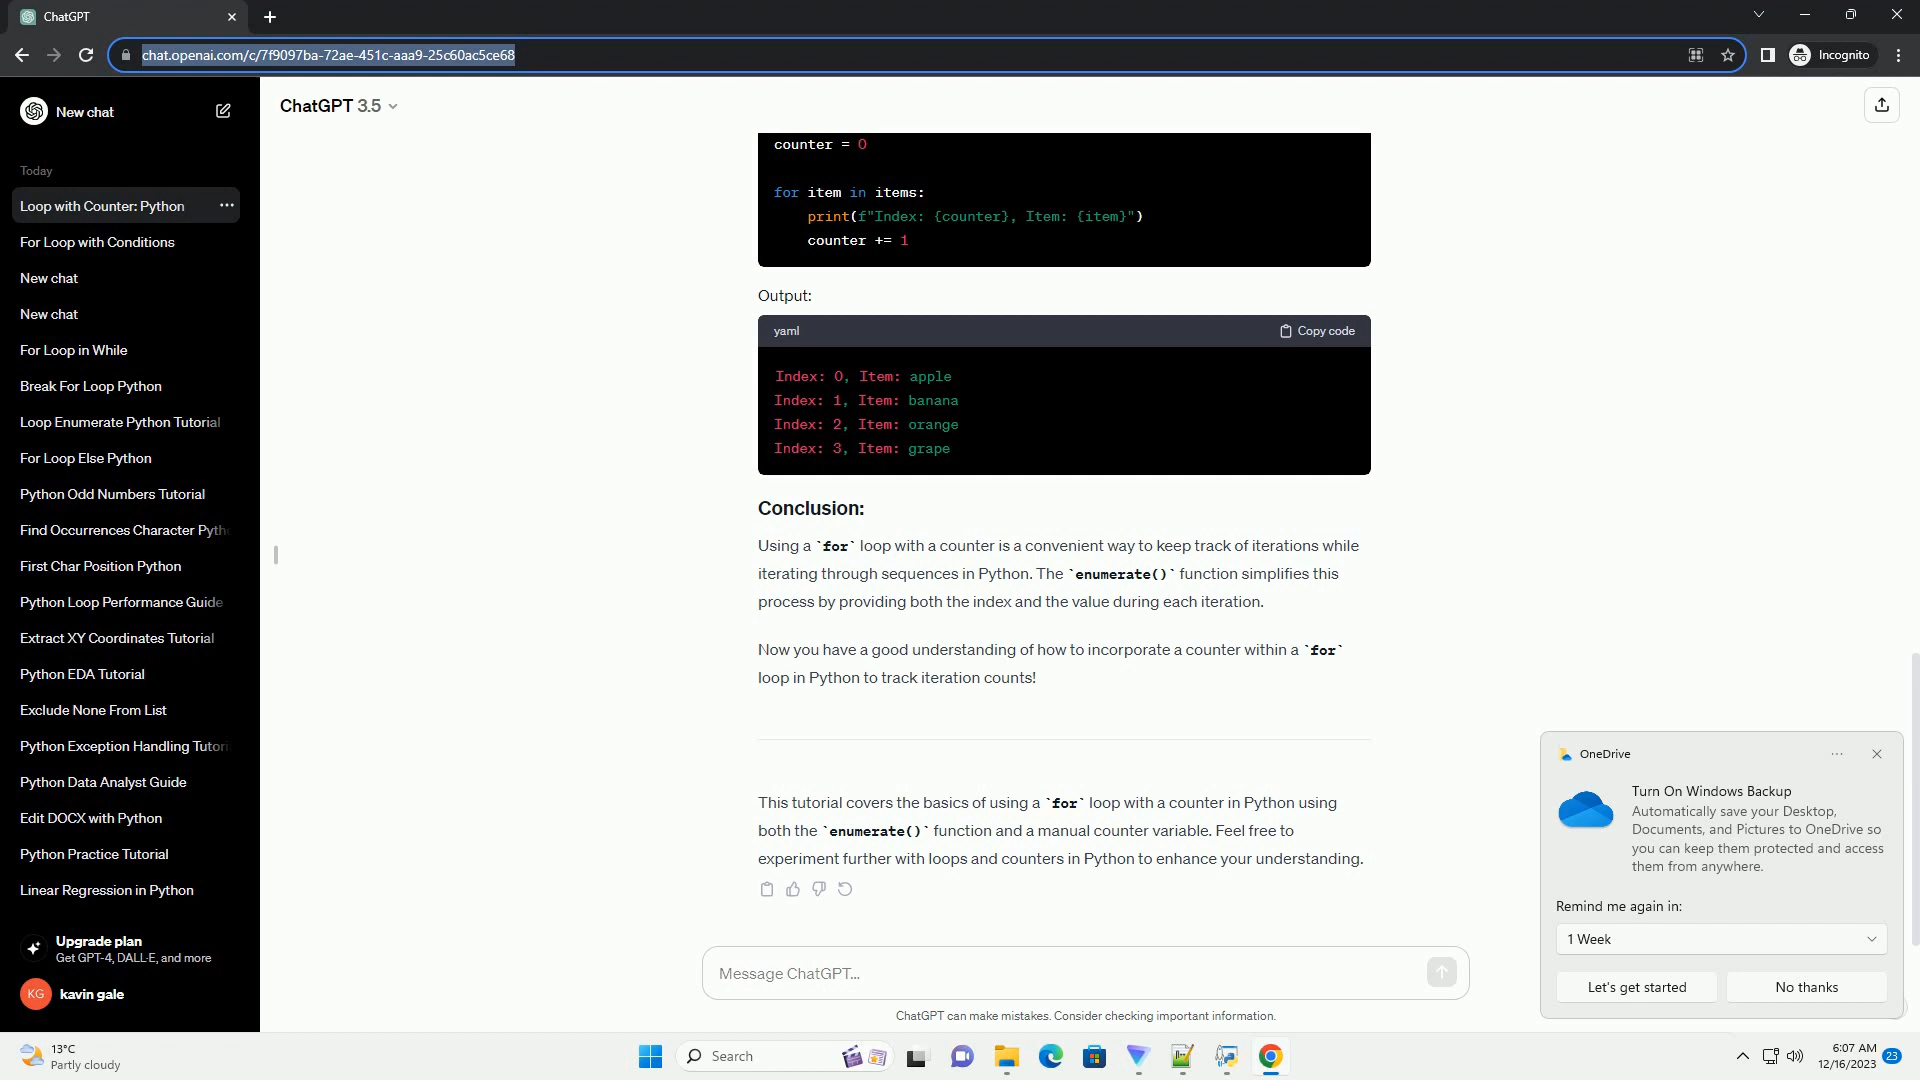 ChatGPT
chat.openai.com/c/7f9097ba-72ae-451c-aaa9-25c60ac5ce68
Incognito
New chat
Today
Loop with Counter: Python
For Loop with Conditions
New chat
New chat
For Loop in While
Break For Loop Python
Loop Enumerate Python Tutorial
For Loop Else Python
Python Odd Numbers Tutorial
Find Occurrences Character Pyth
First Char Position Python
Python Loop Performance Guide
Extract XY Coordinates Tutorial
Python EDA Tutorial
Exclude None From List
Python Exception Handling Tutori
Python Data Analyst Guide
Edit DOCX with Python
Python Practice Tutorial
Linear Regression in Python
Upgrade plan
Get GPT-4, DALL·E, and more
KG kavin gale
ChatGPT 3.5
counter = 0
for item in items:
    print(f"Index: {counter}, Item: {item}")
    counter += 1
Output:
yaml Copy code
Index: 0, Item: apple
Index: 1, Item: banana
Index: 2, Item: orange
Index: 3, Item: grape
Conclusion:
Using a `for` loop with a counter is a convenient way to keep track of iterations while
iterating through sequences in Python. The `enumerate()` function simplifies this
process by providing both the index and the value during each iteration.
Now you have a good understanding of how to incorporate a counter within a `for`
loop in Python to track iteration counts!
This tutorial covers the basics of using a `for` loop with a counter in Python using
both the `enumerate()` function and a manual counter variable. Feel free to
experiment further with loops and counters in Python to enhance your understanding.
Message ChatGPT...
ChatGPT can make mistakes. Consider checking important information.
OneDrive
Turn On Windows Backup
Automatically save your Desktop,
Documents, and Pictures to OneDrive so
you can keep them protected and access
them from anywhere.
Remind me again in:
1 Week
Let's get started No thanks
13°C
Partly cloudy
Search
6:07 AM
12/16/2023
23